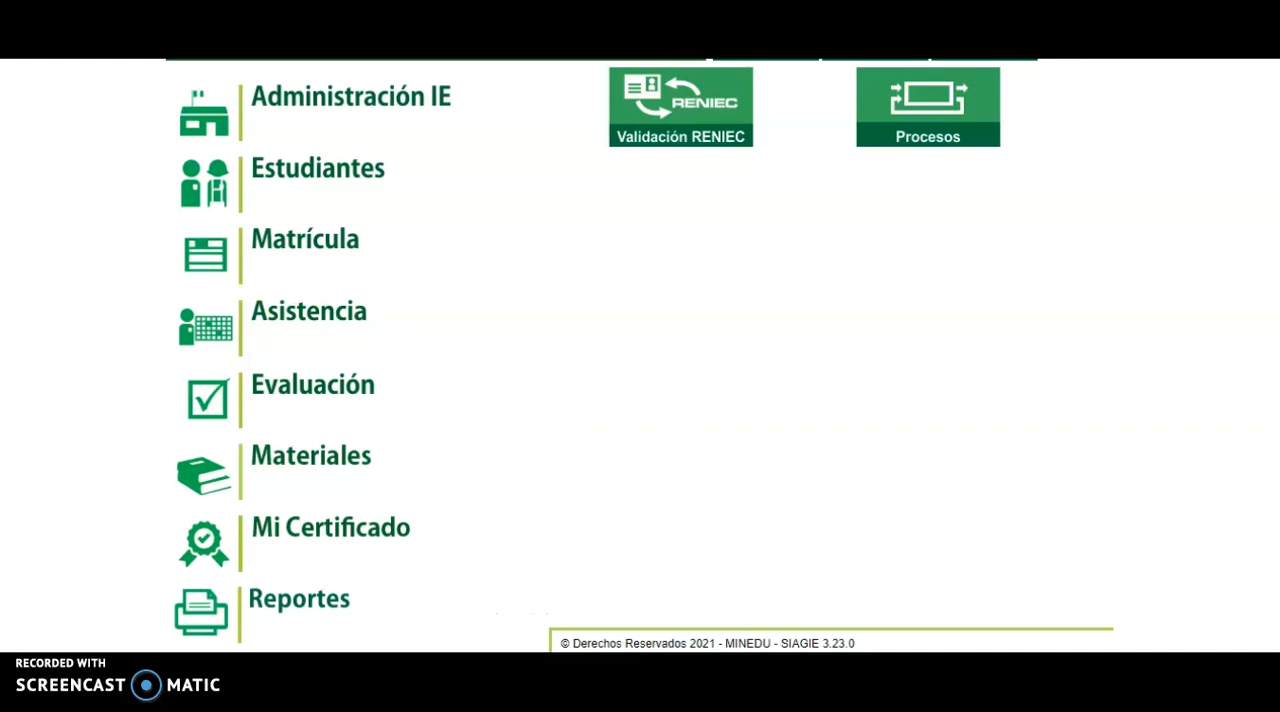 Administración IE
Estudiantes
Matrícula
Asistencia
Evaluación
Materiales
Mi Certificado
Reportes
RENIEC
Validación RENIEC
Procesos
© Derechos Reservados 2021 - MINEDU - SIAGIE 3.23.0
RECORDED WITH
SCREENCAST MATIC